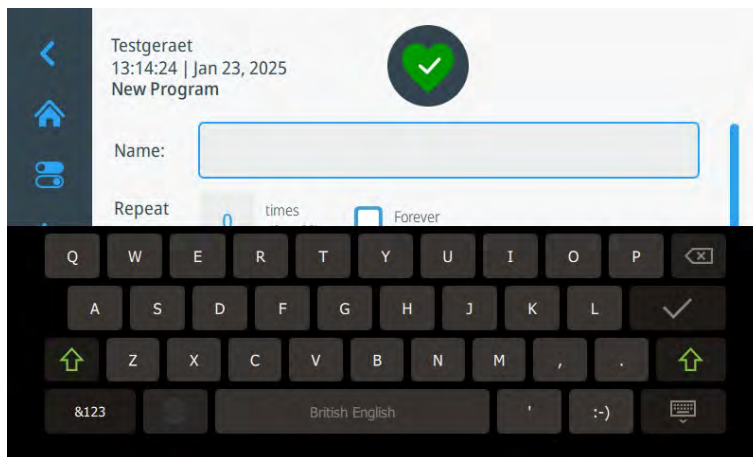 Testgeraet
13:14:24 | Jan 23, 2025
New Program
Name:
Repeat 0 times Forever
Q W E R T Y U I O P
A S D F G H J K L
Z X C V B N M , .
&123 British English ' :-)